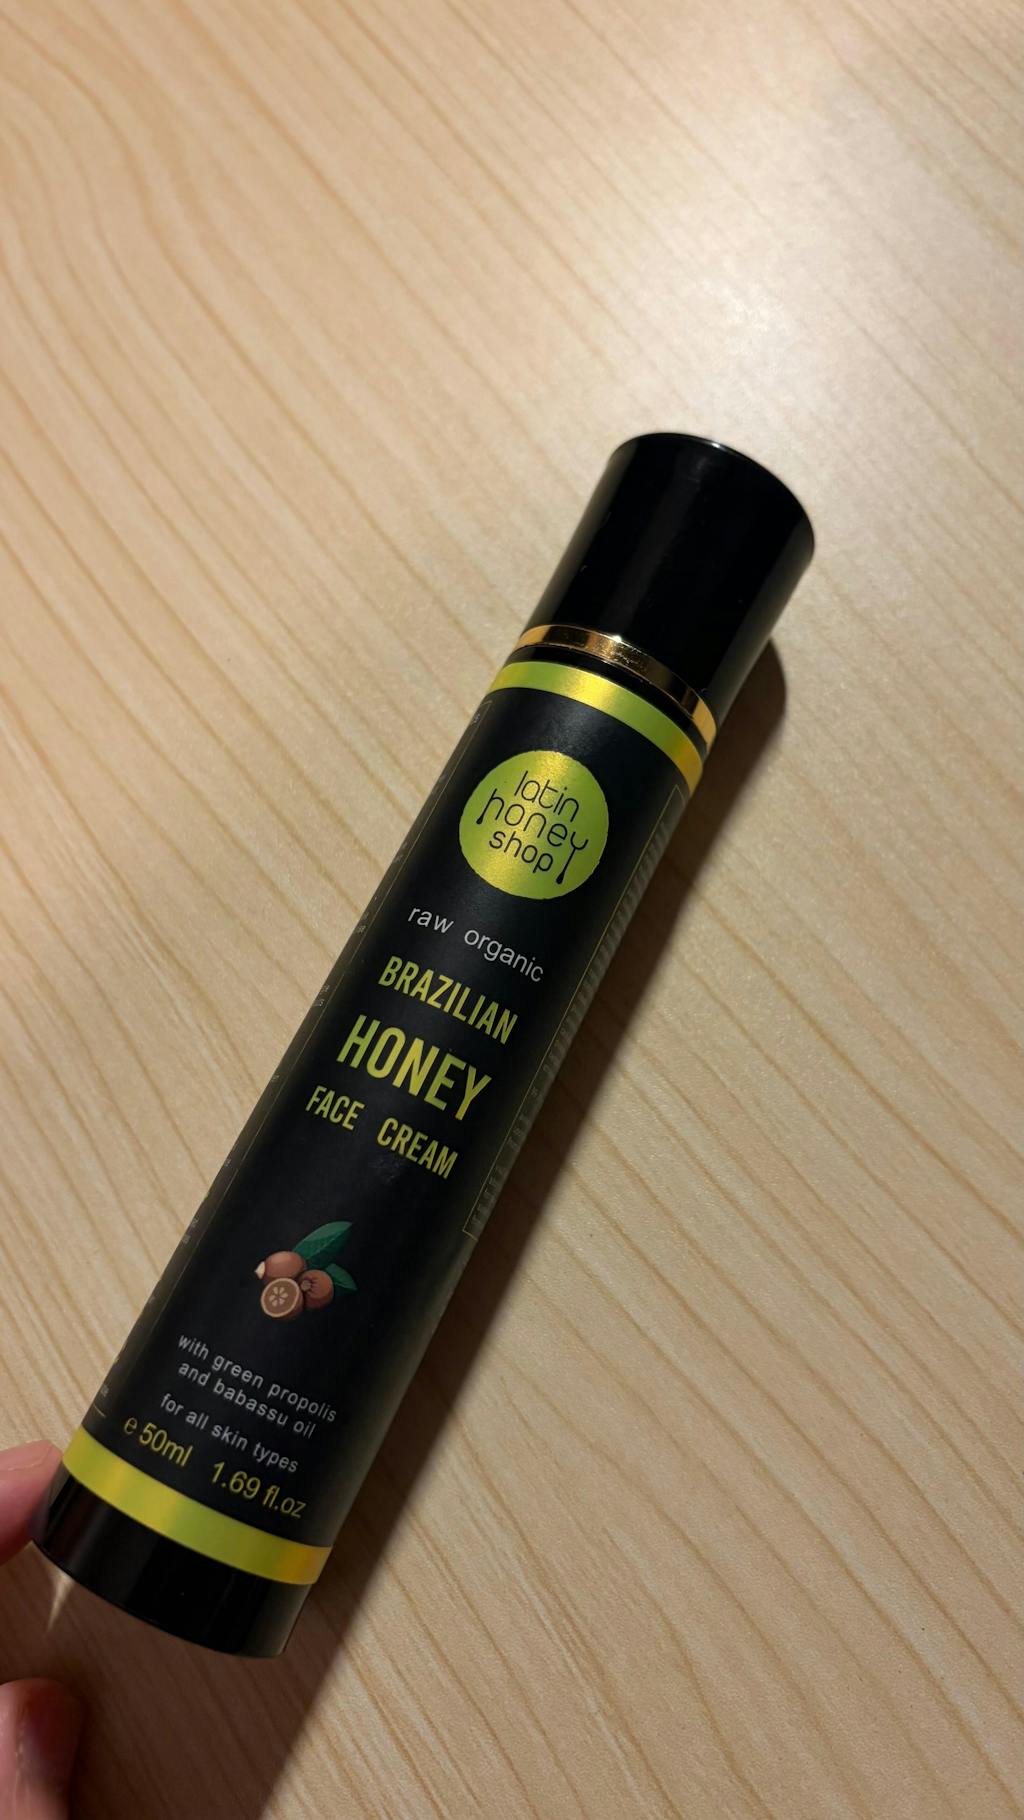 latin
honey
shop
raw organic
BRAZILIAN
HONEY
FACE CREAM
with green propolis
and babassu oil
for all skin types
e 50ml 1.69 fl.oz